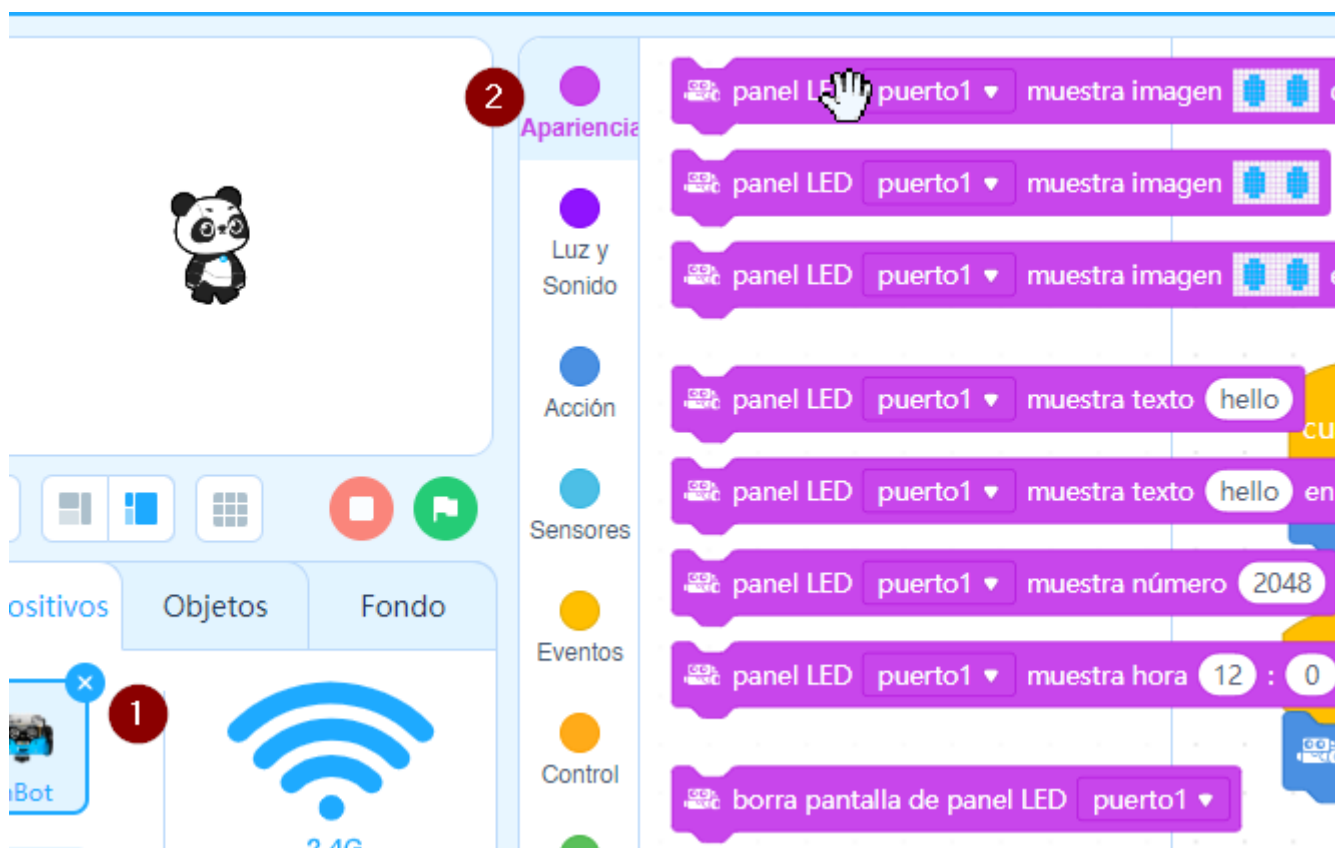 2
Apariencia
Luz y
Sonido
Acción
Sensores
Eventos
Control
panel LED puerto1 muestra imagen
panel LED puerto1 muestra imagen
panel LED puerto1 muestra imagen
panel LED puerto1 muestra texto hello
panel LED puerto1 muestra texto hello en
panel LED puerto1 muestra número 2048
panel LED puerto1 muestra hora 12 : 0
borra pantalla de panel LED puerto1
cu
ositivos Objetos Fondo
1
Bot
2.4G